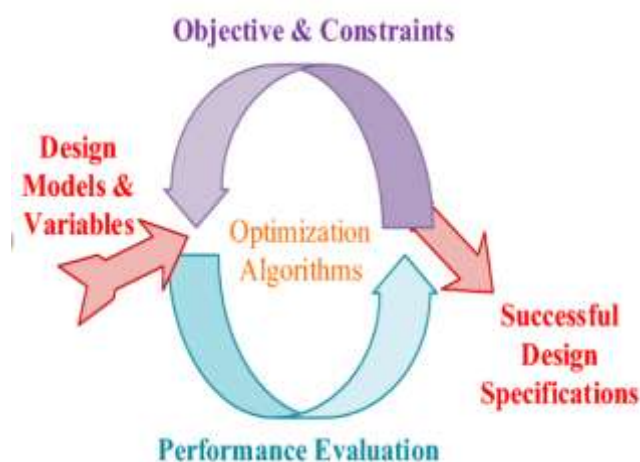 Objective & Constraints
Design
Models &
Variables
Optimization
Algorithms
Successful
Design
Specifications
Performance Evaluation